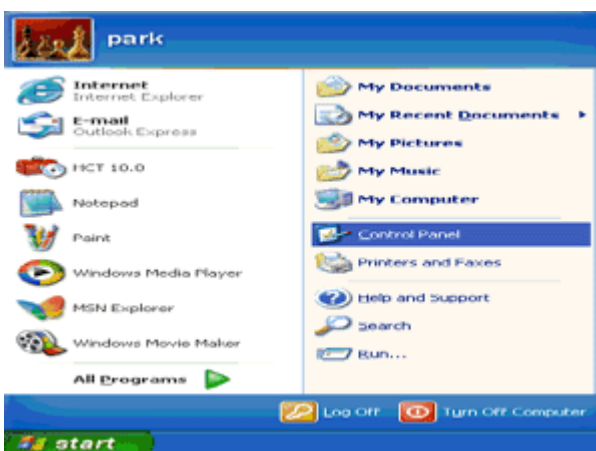 park
Internet
Internet Explorer
E-mail
Outlook Express
HCT 10.0
Notepad
Paint
Windows Media Player
MSN Explorer
Windows Movie Maker
All Programs
My Documents
My Recent Documents
My Pictures
My Music
My Computer
Control Panel
Printers and Faxes
Help and Support
Search
Run...
Log Off
Turn Off Computer
start